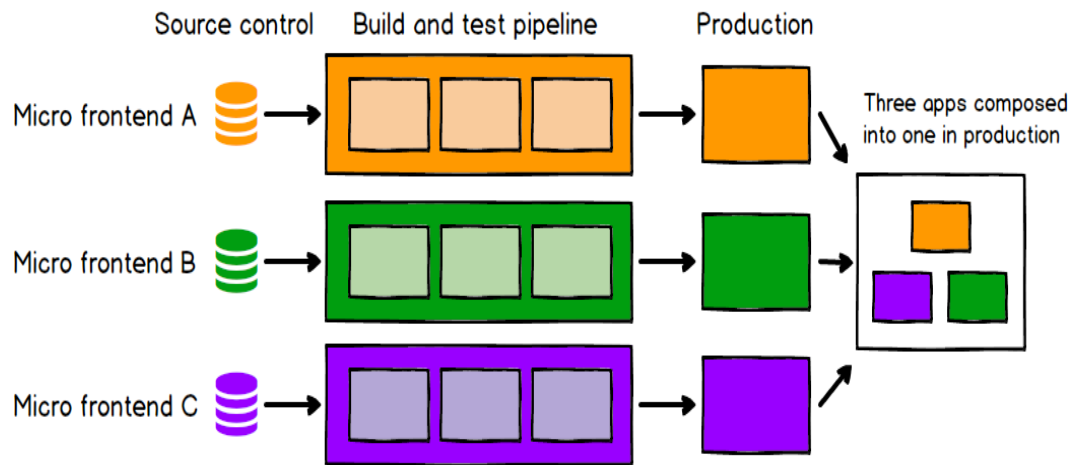 Source control
Build and test pipeline
Production
Micro frontend A
Three apps composed
into one in production
Micro frontend B
Micro frontend C